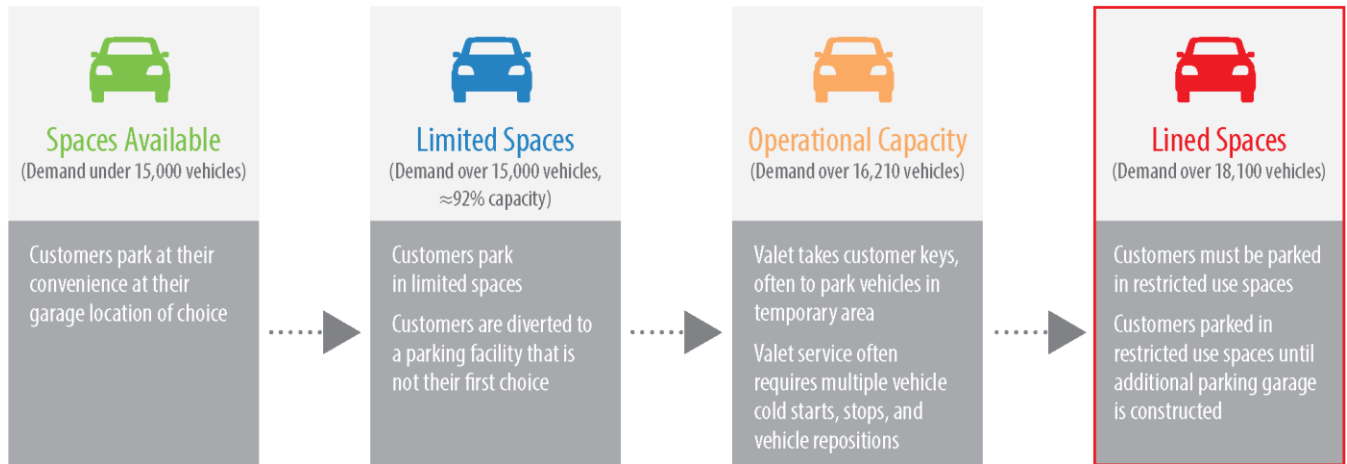 Spaces Available
(Demand under 15,000 vehicles)
Customers park at their
convenience at their
garage location of choice
Limited Spaces
(Demand over 15,000 vehicles,
≈92% capacity)
Customers park
in limited spaces
Customers are diverted to
a parking facility that is
not their first choice
Operational Capacity
(Demand over 16,210 vehicles)
Valet takes customer keys,
often to park vehicles in
temporary area
Valet service often
requires multiple vehicle
cold starts, stops, and
vehicle repositions
Lined Spaces
(Demand over 18,100 vehicles)
Customers must be parked
in restricted use spaces
Customers parked in
restricted use spaces until
additional parking garage
is constructed